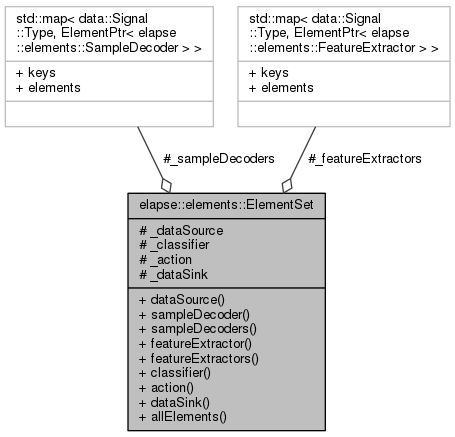 std::map< data::Signal
::Type, ElementPtr< elapse
::elements::SampleDecoder > >
+ keys
+ elements
std::map< data::Signal
::Type, ElementPtr< elapse
::elements::FeatureExtractor > >
+ keys
+ elements
#_sampleDecoders
#_featureExtractors
elapse::elements::ElementSet
# _dataSource
# _classifier
# _action
# _dataSink
+ dataSource()
+ sampleDecoder()
+ sampleDecoders()
+ featureExtractor()
+ featureExtractors()
+ classifier()
+ action()
+ dataSink()
+ allElements()